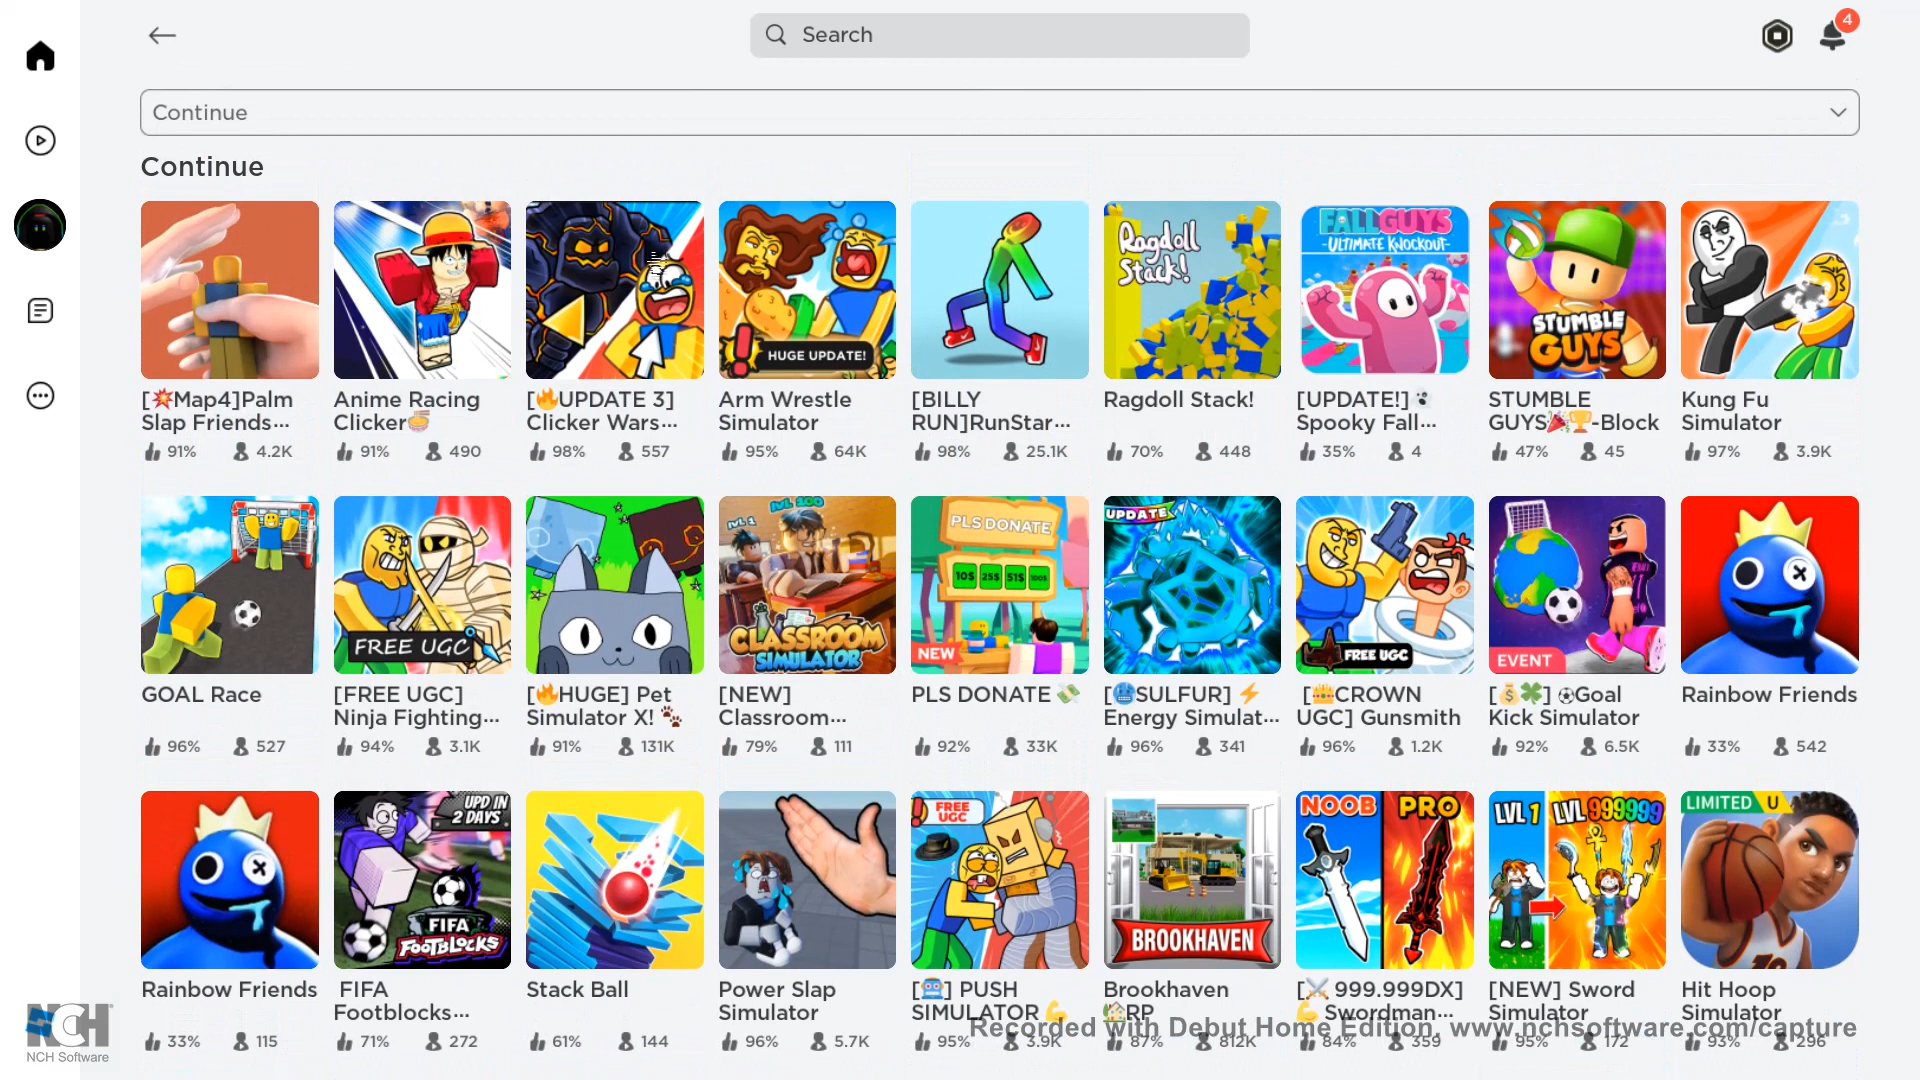 Search
4
Continue
Continue
HUGE UPDATE!
Ragdoll
Stack!
FALL GUYS
-ULTIMATE KNOCKOUT-
STUMBLE
GUYS
[💥Map4]Palm
Slap Friends...
91% 4.2K
Anime Racing
Clicker🍜
91% 490
[🔥UPDATE 3]
Clicker Wars...
98% 557
Arm Wrestle
Simulator
95% 64K
[BILLY
RUN]RunStar...
98% 25.1K
Ragdoll Stack!
70% 448
[UPDATE!]👻
Spooky Fall...
35% 4
STUMBLE
GUYS🎉🏆-Block
47% 45
Kung Fu
Simulator
97% 3.9K
FREE UGC
LVL 1
LVL 100
CLASSROOM
SIMULATOR
PLS DONATE
10$ 25$ 51$ 100$
NEW
UPDATE
FREE UGC
EVENT
GOAL Race
96% 527
[FREE UGC]
Ninja Fighting...
94% 3.1K
[🔥HUGE] Pet
Simulator X! 🐾
91% 131K
[NEW]
Classroom...
79% 111
PLS DONATE 💸
92% 33K
[🥶SULFUR] ⚡
Energy Simulat...
96% 341
[👑CROWN
UGC] Gunsmith
96% 1.2K
[💰🍀] ⚽Goal
Kick Simulator
92% 6.5K
Rainbow Friends
33% 542
UPD IN
2 DAYS
FIFA
FOOTBLOCKS
FREE
UGC
BROOKHAVEN
NOOB PRO
LVL 1 LVL 999999
LIMITED U
Rainbow Friends
33% 115
FIFA
Footblocks...
71% 272
Stack Ball
61% 144
Power Slap
Simulator
96% 5.7K
[🤖] PUSH
SIMULATOR 💪
95% 3.9K
Brookhaven
🏡RP
87% 812K
[⚔️ 999.999DX]
💪 Swordman...
84% 359
[NEW] Sword
Simulator
95% 172
Hit Hoop
Simulator
93% 296
NCH
NCH Software
Recorded with Debut Home Edition. www.nchsoftware.com/capture